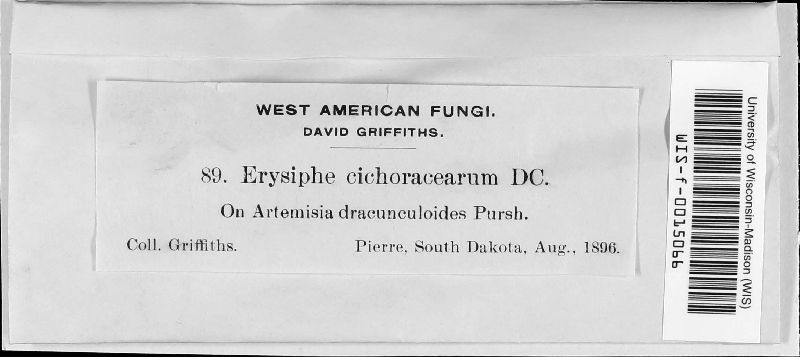 WEST AMERICAN FUNGI.
DAVID GRIFFITHS.
89. Erysiphe cichoracearum DC.
On Artemisia dracunculoides Pursh.
Coll. Griffiths. Pierre, South Dakota, Aug., 1896.
University of Wisconsin-Madison (WIS)
WIS-f-0015066